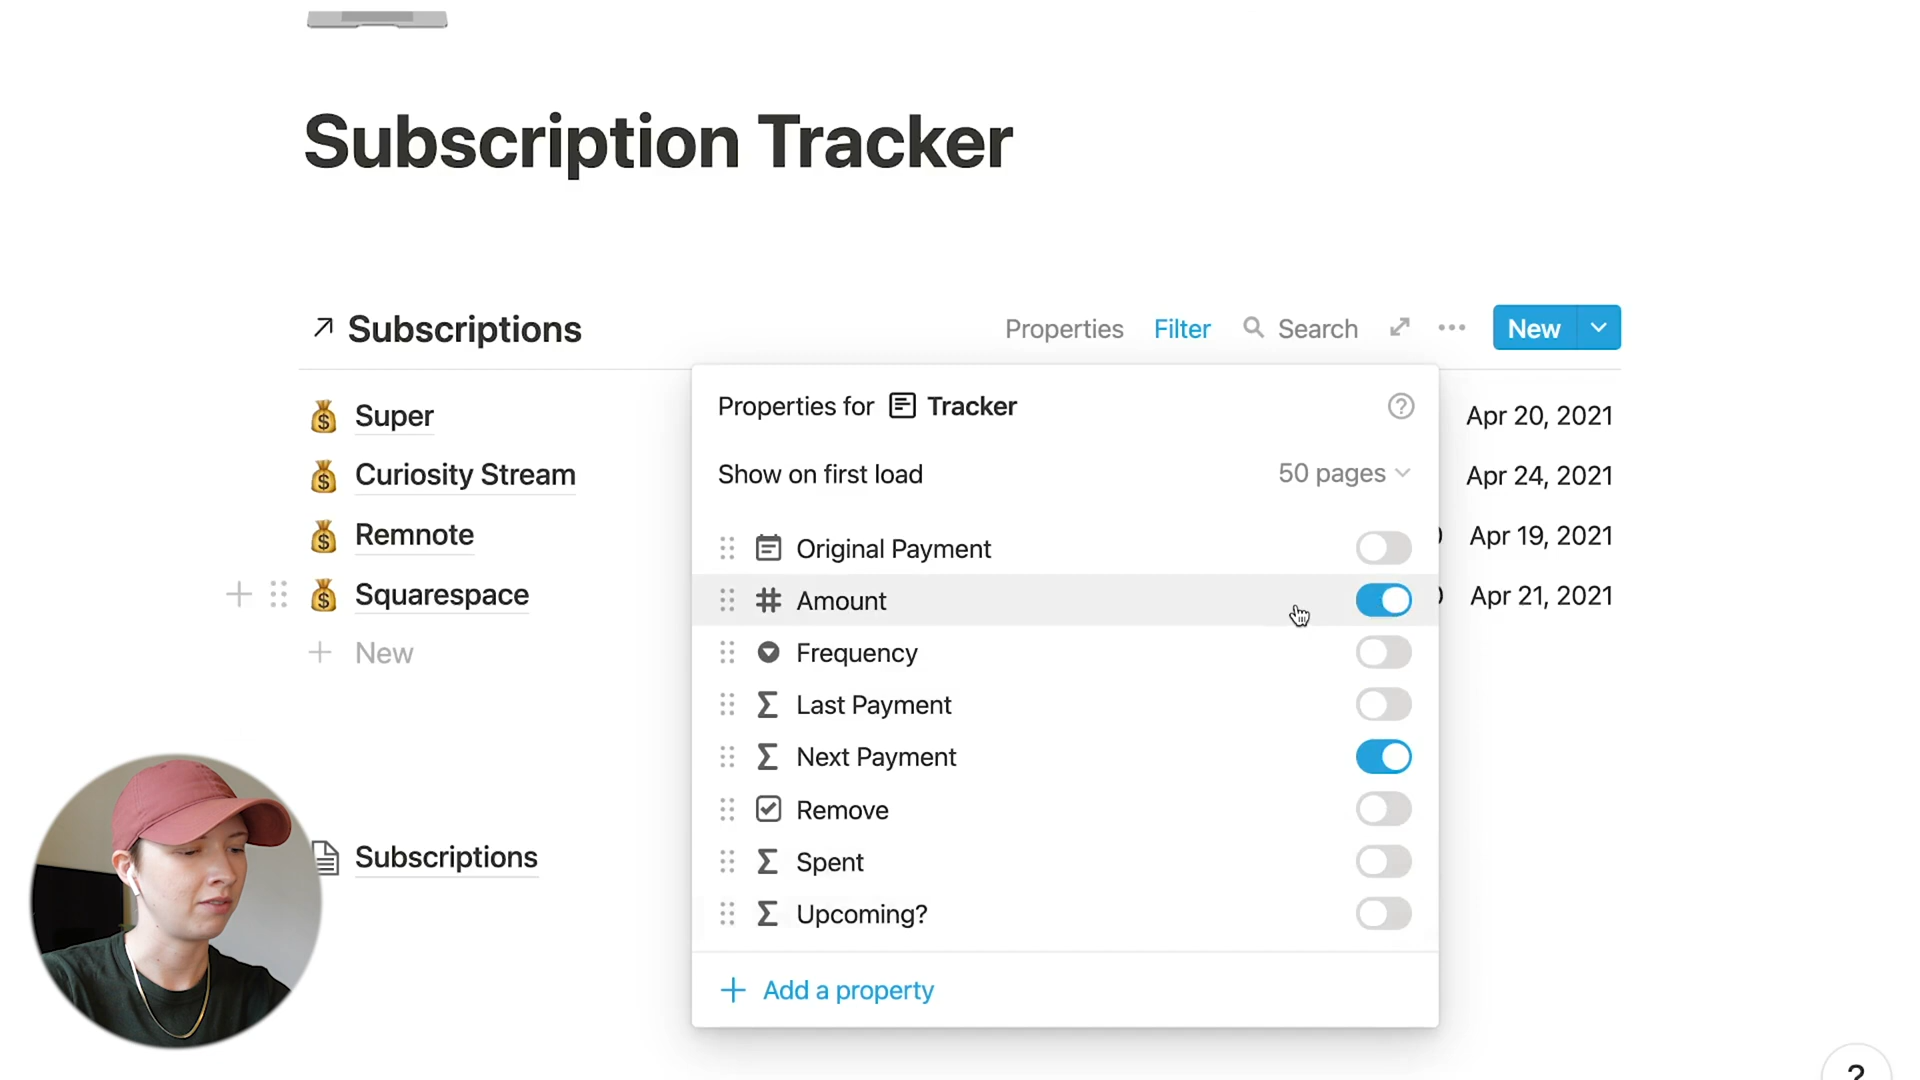 Subscription Tracker
Subscriptions
Properties Filter Search New
Super
Curiosity Stream
Remnote
Squarespace
New
Subscriptions
Properties for Tracker
Show on first load 50 pages
Original Payment
Amount
Frequency
Last Payment
Next Payment
Remove
Spent
Upcoming?
Add a property
Apr 20, 2021
Apr 24, 2021
Apr 19, 2021
Apr 21, 2021
?